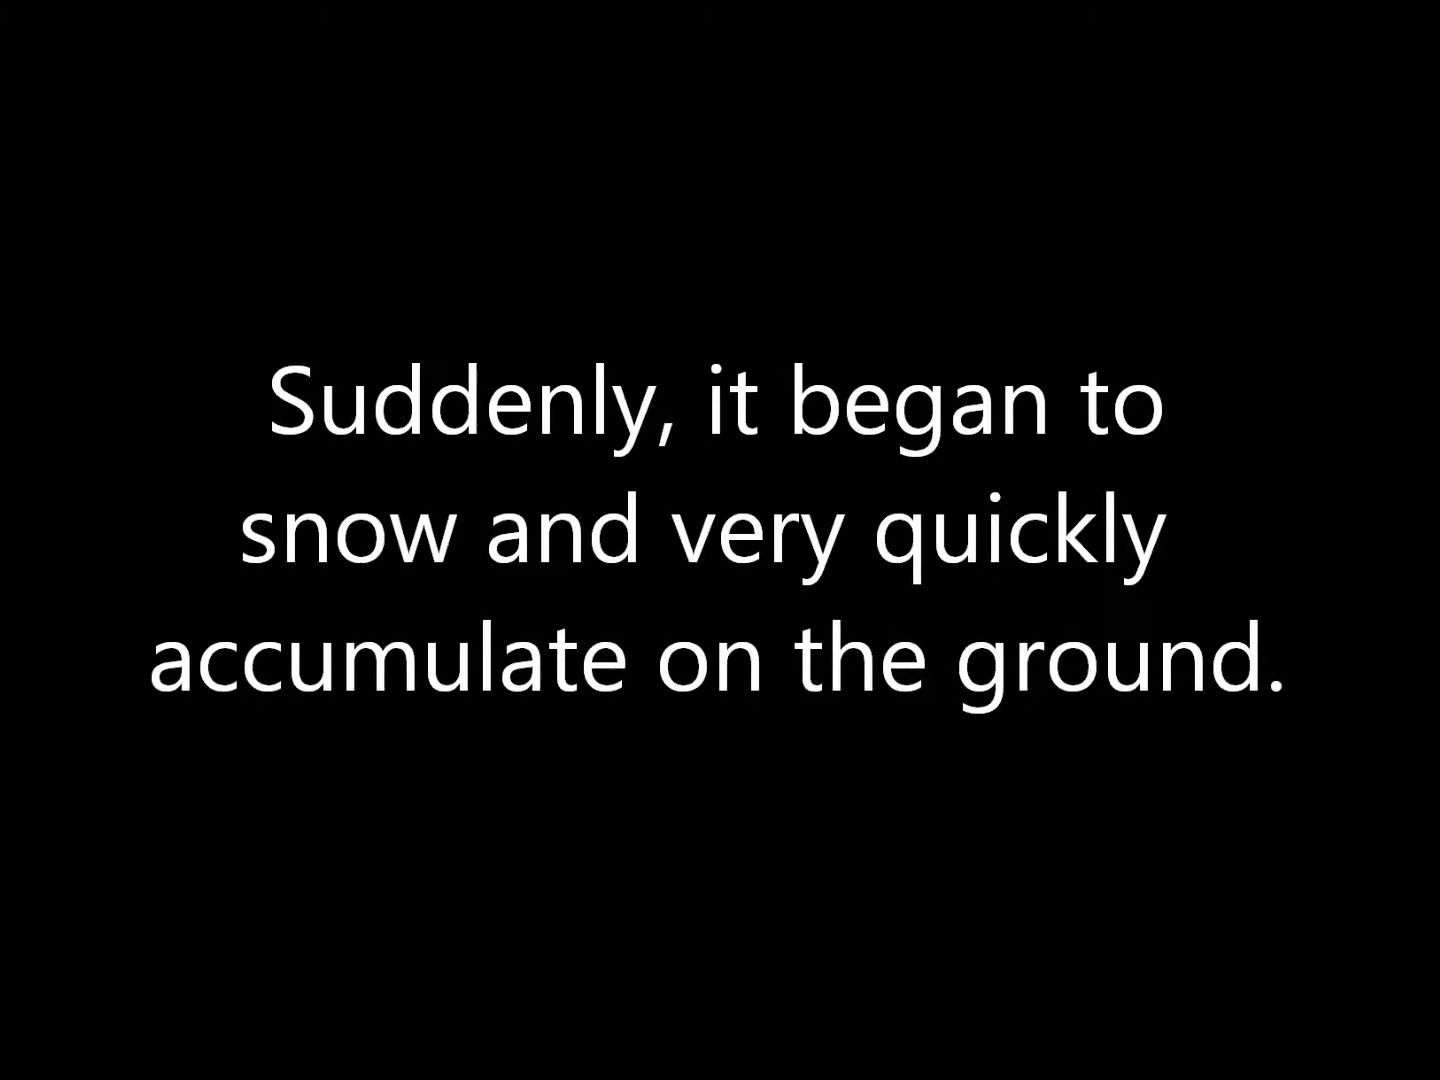 Suddenly, it began to
snow and very quickly
accumulate on the ground.